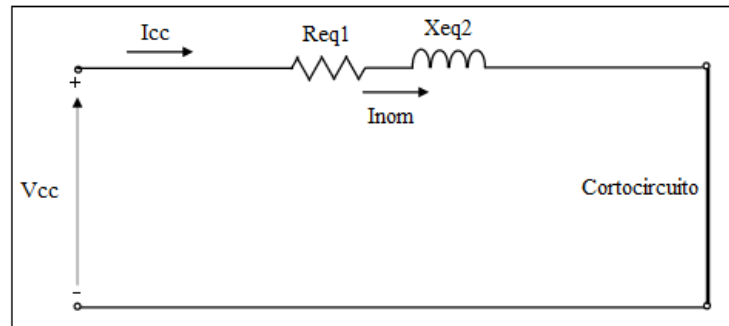 Icc
Req1
Xeq2
+
Inom
Vcc
Cortocircuito
-